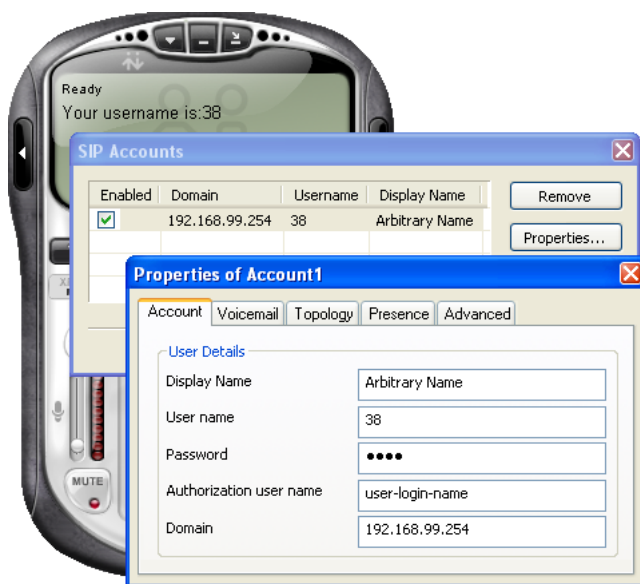 Ready
Your username is:38
SIP Accounts
Enabled Domain Username Display Name
192.168.99.254 38 Arbitrary Name
Remove
Properties...
Properties of Account1
Account Voicemail Topology Presence Advanced
User Details
Display Name Arbitrary Name
User name 38
Password ••••
Authorization user name user-login-name
Domain 192.168.99.254
MUTE